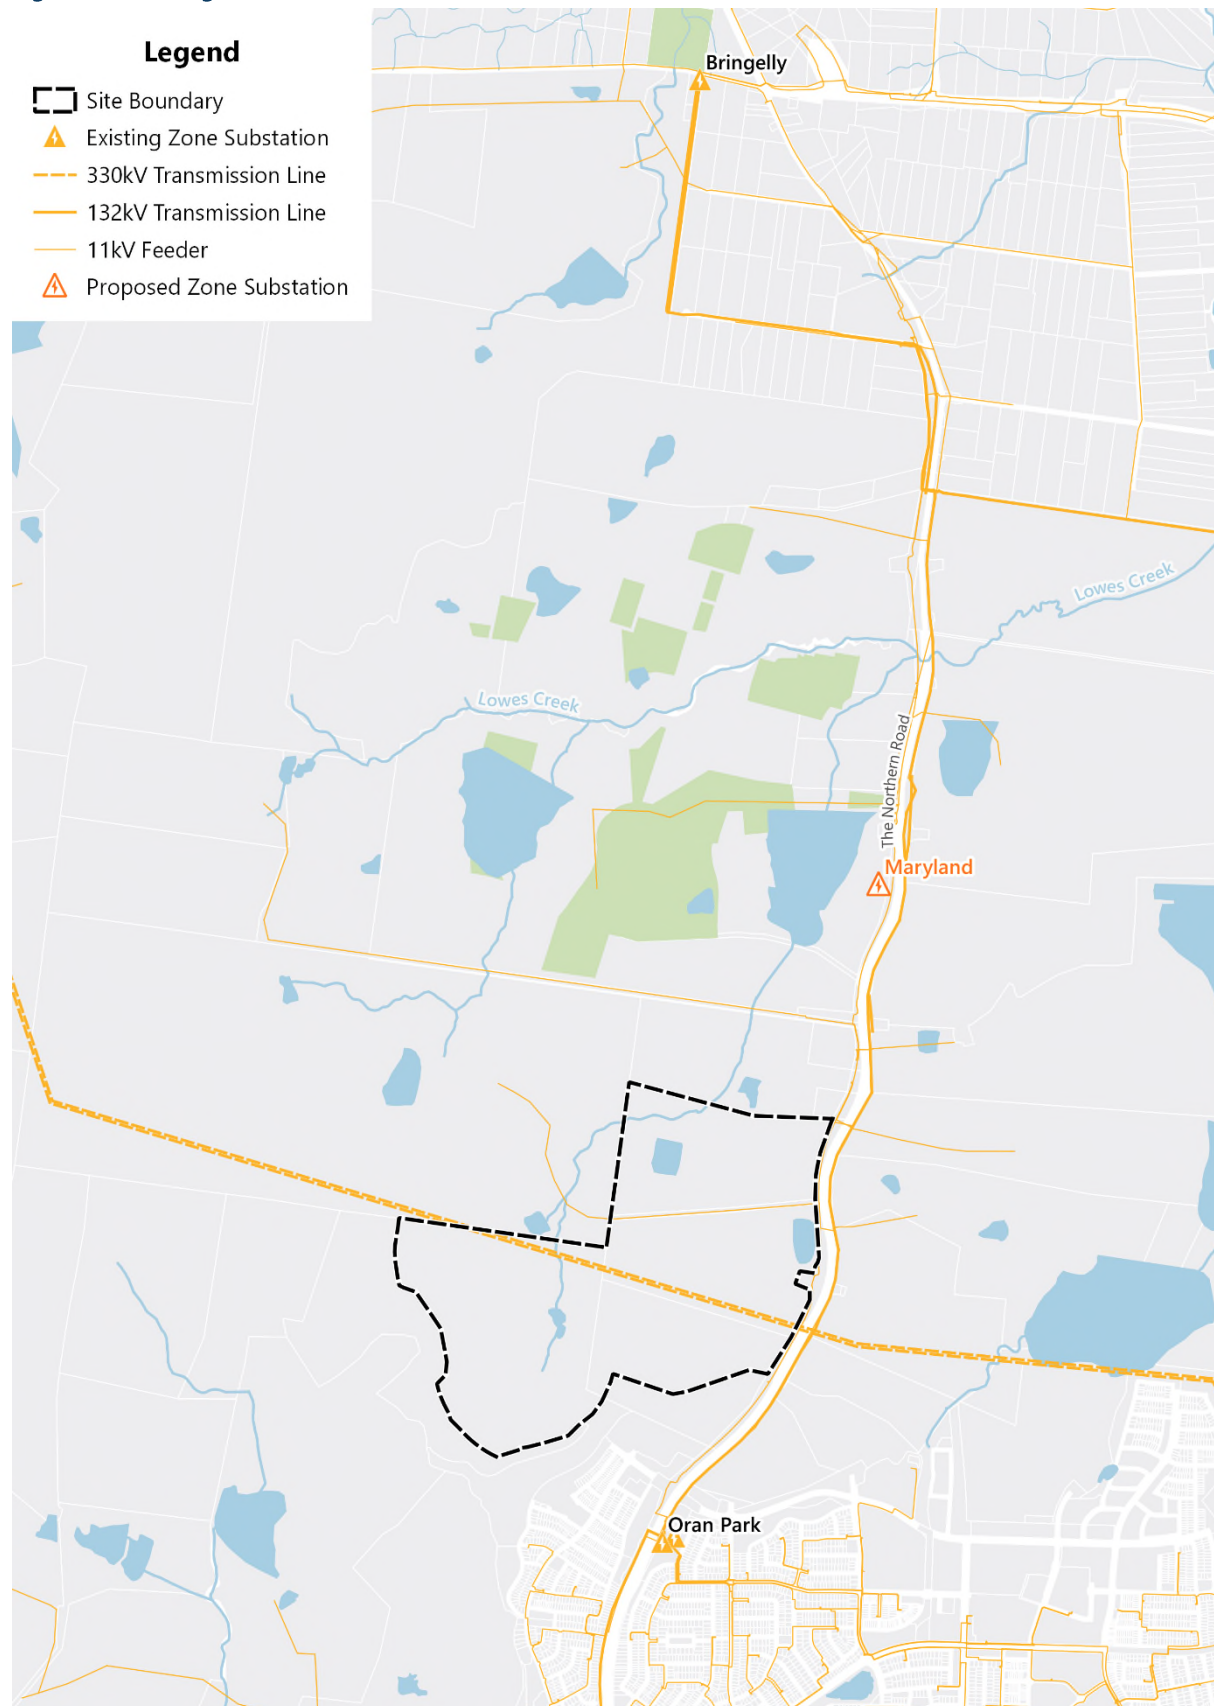 Legend
Site Boundary
Existing Zone Substation
330kV Transmission Line
132kV Transmission Line
11kV Feeder
Proposed Zone Substation
Bringelly
Lowes Creek
Lowes Creek
The Northern Road
Maryland
Oran Park